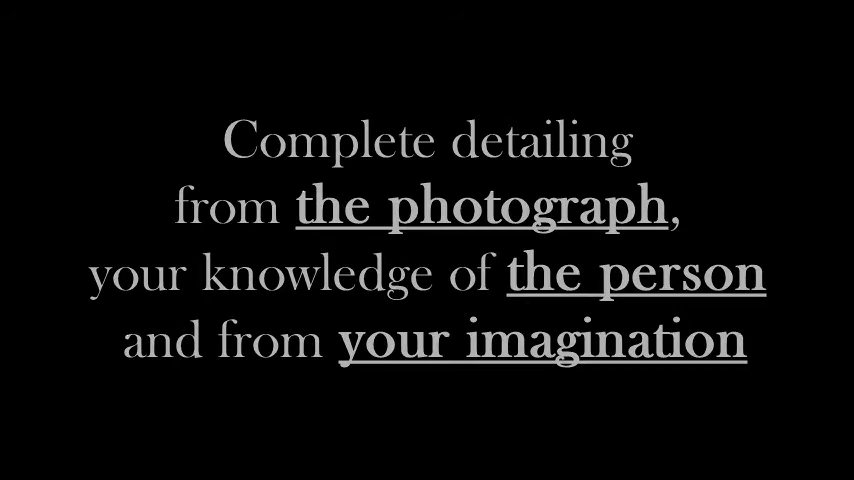 Complete detailing
from the photograph,
your knowledge of the person
and from your imagination